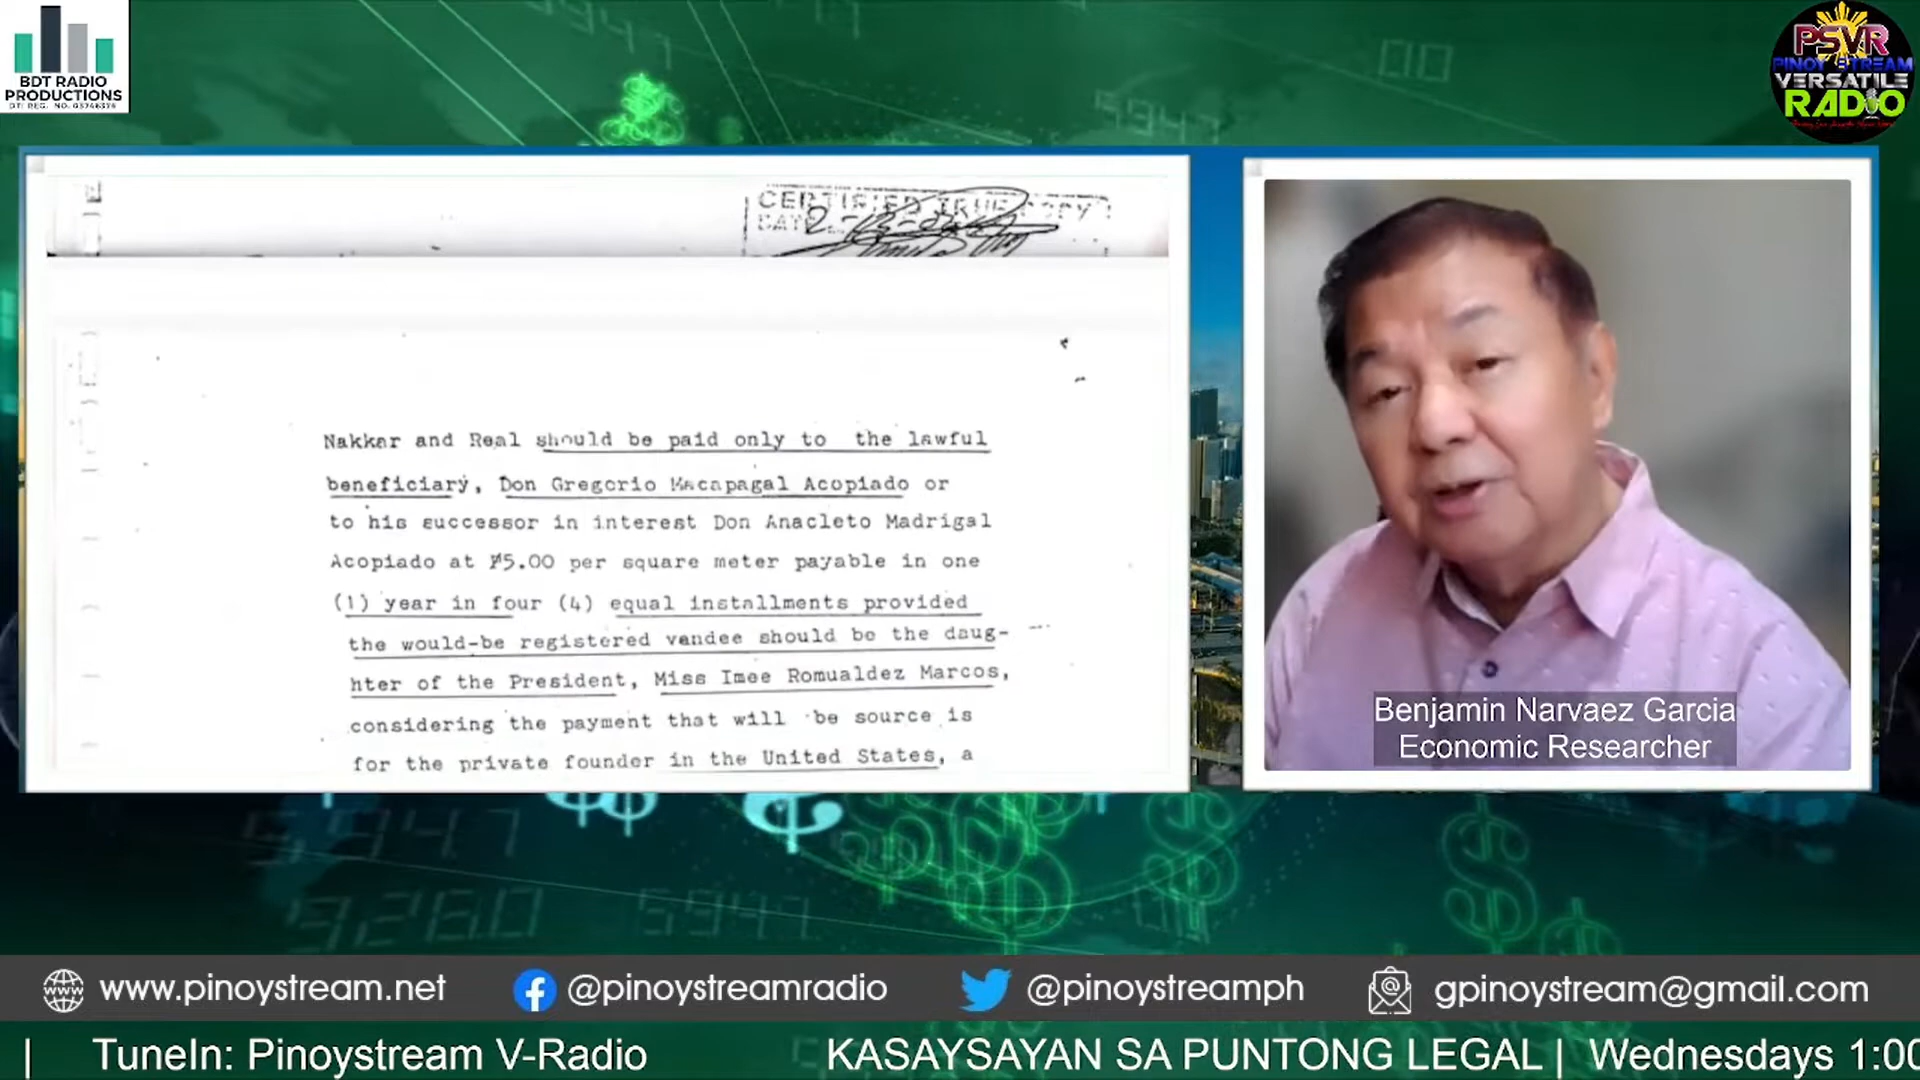 BDT RADIO
PRODUCTIONS
PSVR
PINOY STREAM
VERSATILE
RADIO
CERTIFIED TRUE COPY
Nakkar and Real should be paid only to the lawful
beneficiary, Don Gregorio Macapagal Acopiado or
to his successor in interest Don Anacleto Madrigal
Acopiado at ₱5.00 per square meter payable in one
(1) year in four (4) equal installments provided
the would-be registered vendee should be the daug-
hter of the President, Miss Imee Romualdez Marcos,
considering the payment that will be source is
for the private founder in the United States, a
Benjamin Narvaez Garcia
Economic Researcher
www.pinoystream.net @pinoystreamradio @pinoystreamph gpinoystream@gmail.com
| TuneIn: Pinoystream V-Radio KASAYSAYAN SA PUNTONG LEGAL | Wednesdays 1:00